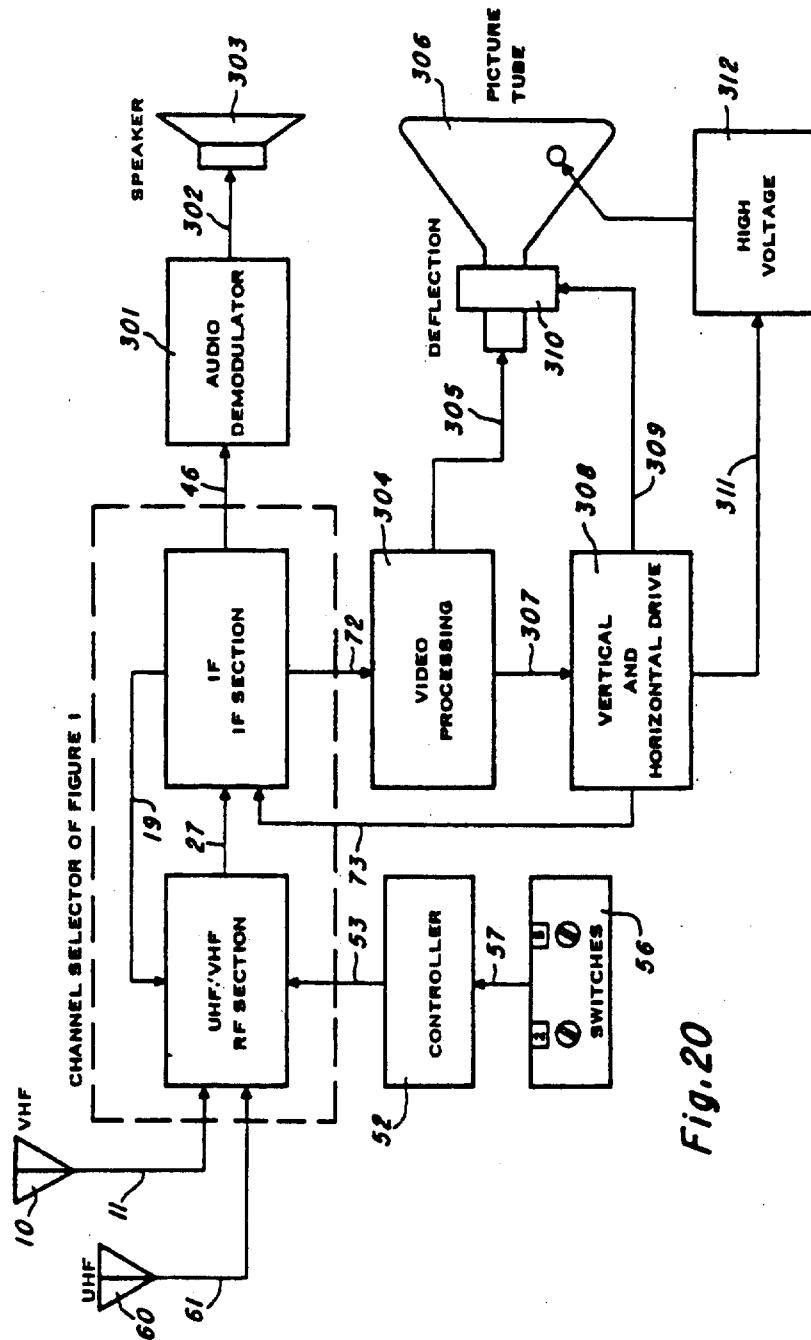 UHF
60
61
VHF
10
11
CHANNEL SELECTOR OF FIGURE 1
19
UHF/VHF
RF SECTION
27
IF
IF SECTION
46
301
AUDIO
DEMODULATOR
302
SPEAKER
303
53
73
72
CONTROLLER
52
57
2
5
SWITCHES
56
304
VIDEO
PROCESSING
305
307
308
VERTICAL
AND
HORIZONTAL DRIVE
309
DEFLECTION
310
306
PICTURE
TUBE
311
HIGH
VOLTAGE
312
Fig. 20